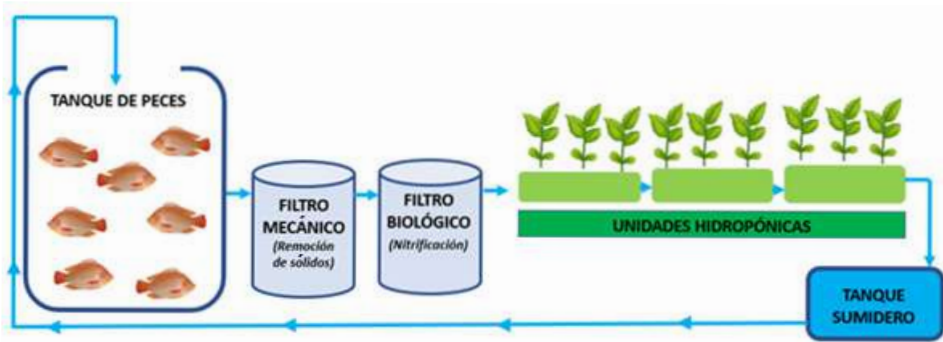 TANQUE DE PECES
FILTRO
MECÁNICO
(Remoción
de sólidos)
FILTRO
BIOLÓGICO
(Nitrificación)
UNIDADES HIDROPÓNICAS
TANQUE
SUMIDERO